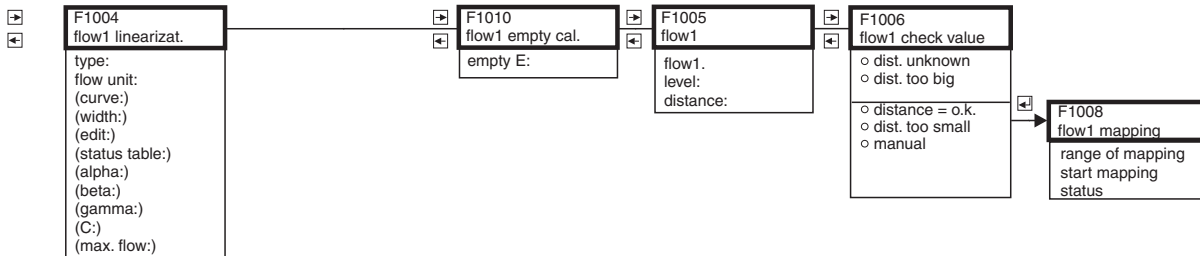 F1004
flow1 linearizat.
type:
flow unit:
(curve:)
(width:)
(edit:)
(status table:)
(alpha:)
(beta:)
(gamma:)
(C:)
(max. flow:)
F1010
flow1 empty cal.
empty E:
F1005
flow1
flow1.
level:
distance:
F1006
flow1 check value
dist. unknown
dist. too big
distance = o.k.
dist. too small
manual
F1008
flow1 mapping
range of mapping
start mapping
status